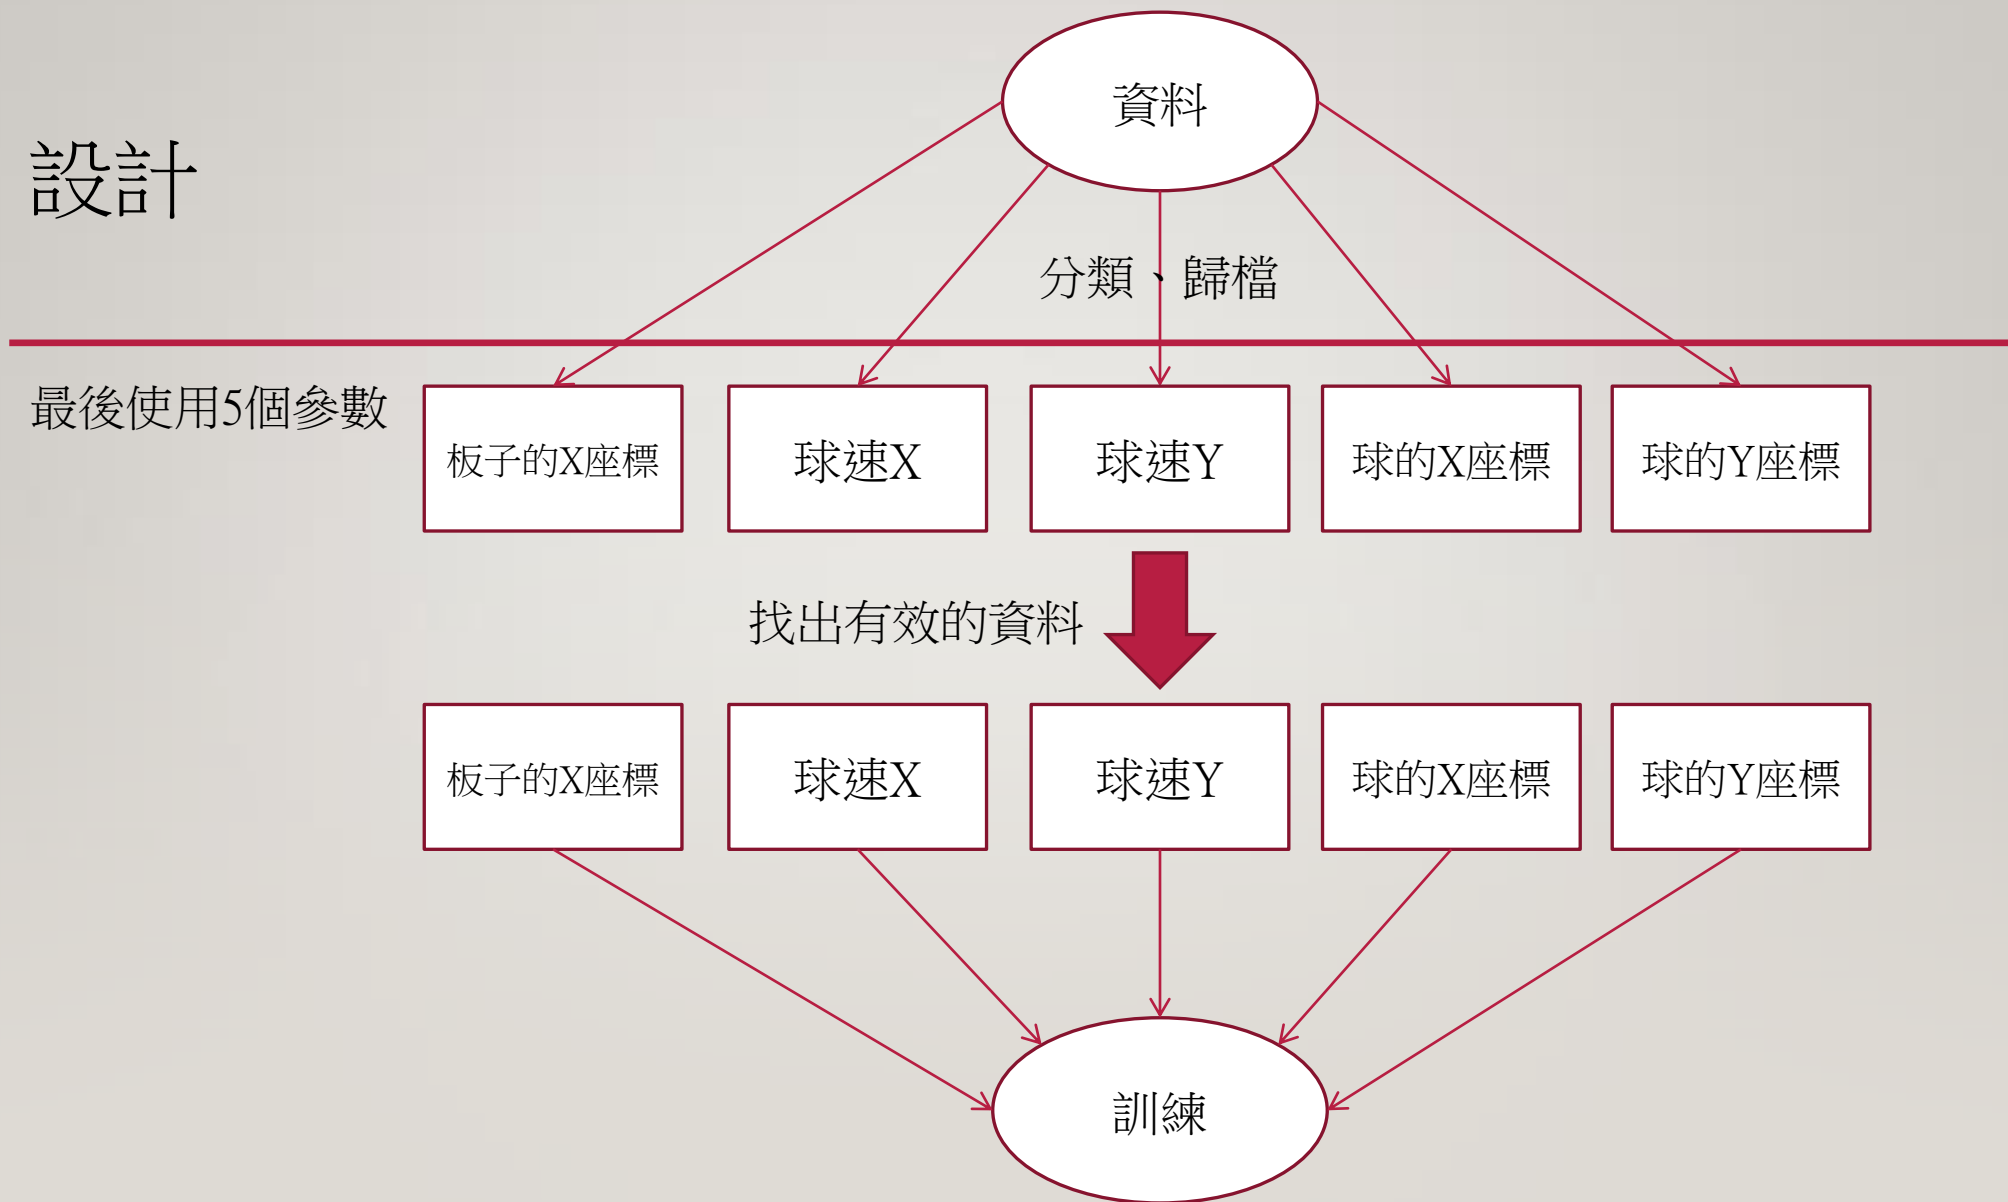 資料
設計
分類、歸檔
最後使用5個參數
板子的X座標
球速X
球速Y
球的X座標
球的Y座標
找出有效的資料
板子的X座標
球速X
球速Y
球的X座標
球的Y座標
訓練